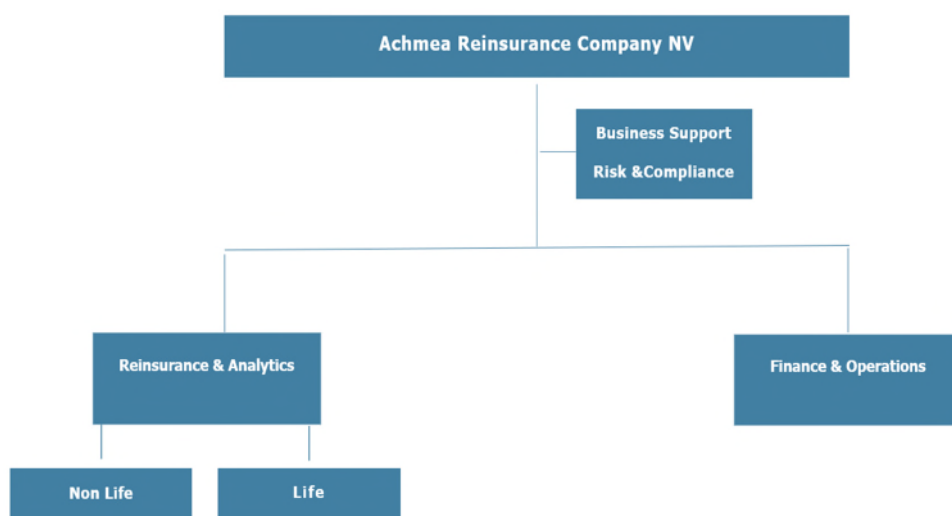 Achmea Reinsurance Company NV
Business Support
Risk &Compliance
Reinsurance & Analytics
Finance & Operations
Non Life
Life